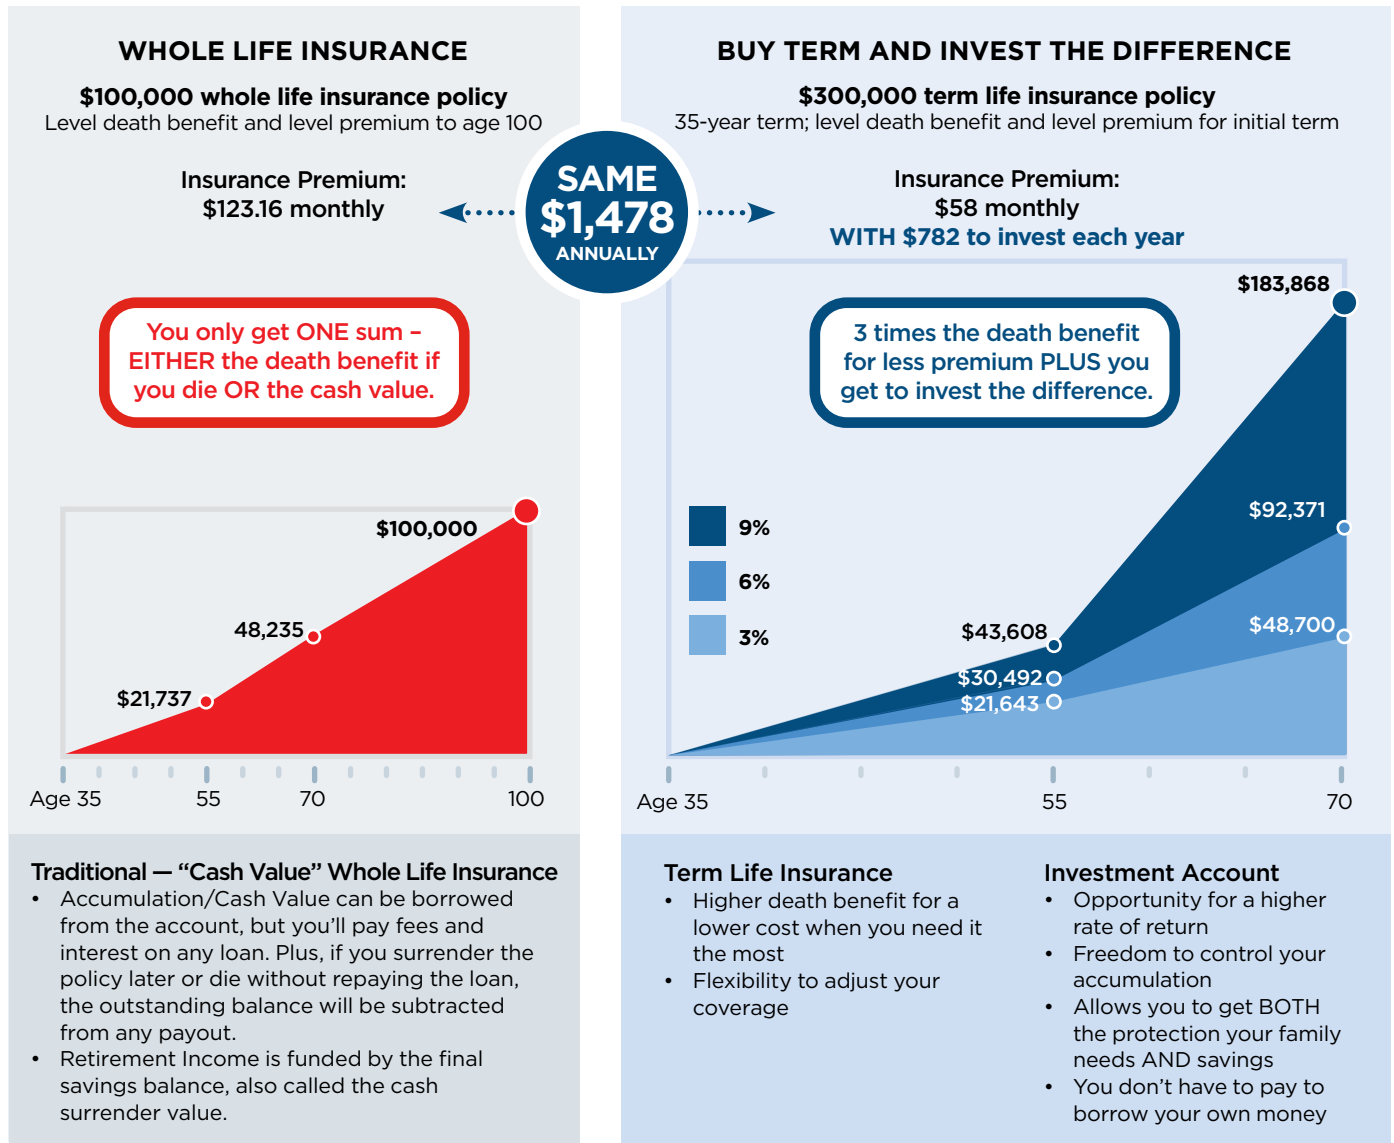 WHOLE LIFE INSURANCE
$100,000 whole life insurance policy
Level death benefit and level premium to age 100
Insurance Premium:
$123.16 monthly
SAME
$1,478
ANNUALLY
You only get ONE sum –
EITHER the death benefit if
you die OR the cash value.
$100,000
48,235
$21,737
Age 35
55
70
100
Traditional — “Cash Value” Whole Life Insurance
• Accumulation/Cash Value can be borrowed
from the account, but you’ll pay fees and
interest on any loan. Plus, if you surrender the
policy later or die without repaying the loan,
the outstanding balance will be subtracted
from any payout.
• Retirement Income is funded by the final
savings balance, also called the cash
surrender value.
BUY TERM AND INVEST THE DIFFERENCE
$300,000 term life insurance policy
35-year term; level death benefit and level premium for initial term
Insurance Premium:
$58 monthly
WITH $782 to invest each year
$183,868
3 times the death benefit
for less premium PLUS you
get to invest the difference.
9%
6%
3%
$92,371
$43,608
$48,700
$30,492
$21,643
Age 35
55
70
Term Life Insurance
• Higher death benefit for a
lower cost when you need it
the most
• Flexibility to adjust your
coverage
Investment Account
• Opportunity for a higher
rate of return
• Freedom to control your
accumulation
• Allows you to get BOTH
the protection your family
needs AND savings
• You don’t have to pay to
borrow your own money